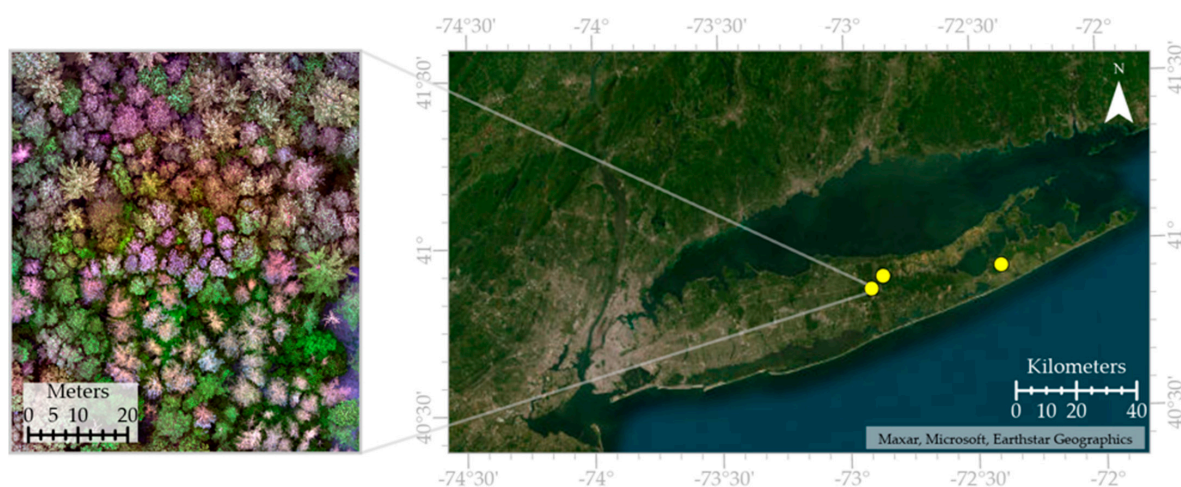 -74°30' -74° -73°30' -73° -72°30' -72°
41°30' 41°30'
N
41° 41°
Kilometers
0 10 20 40
40°30' 40°30'
Maxar, Microsoft, Earthstar Geographics
-74°30' -74° -73°30' -73° -72°30' -72°
Meters
0 5 10 20